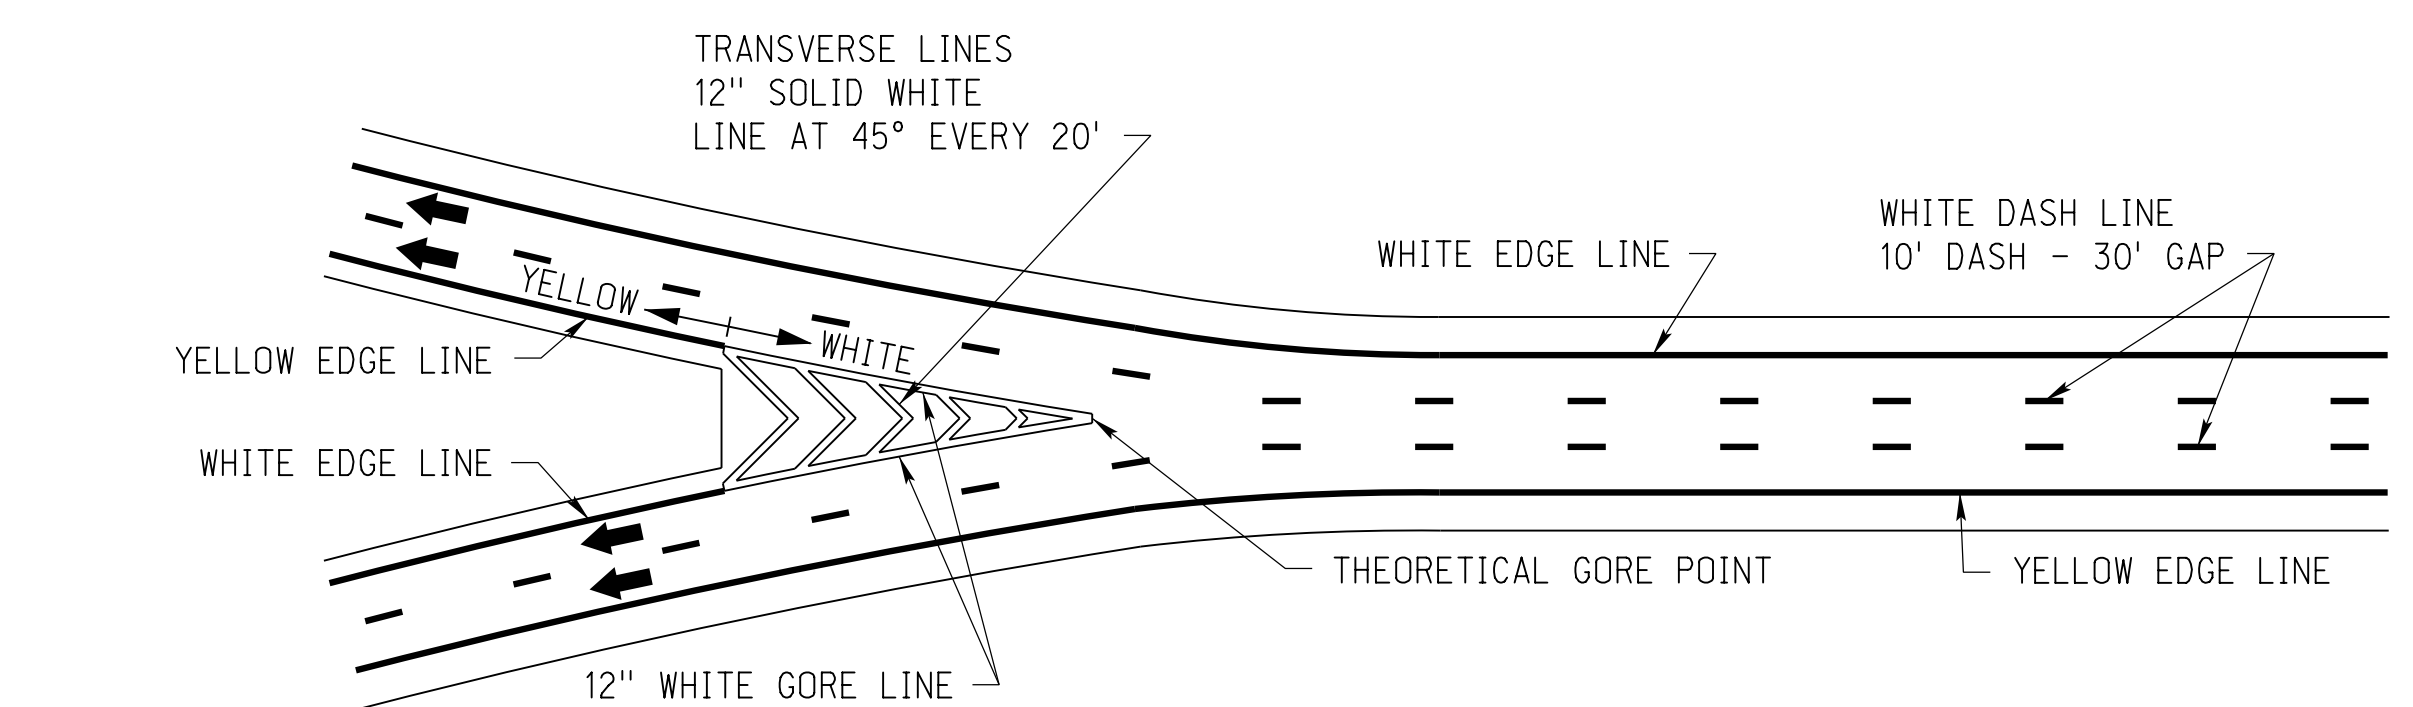 TRANSVERSE LINES
12" SOLID WHITE
LINE AT 45° EVERY 20'
WHITE DASH LINE
10' DASH - 30' GAP
WHITE EDGE LINE
YELLOW
WHITE
YELLOW EDGE LINE
WHITE EDGE LINE
THEORETICAL GORE POINT
YELLOW EDGE LINE
12" WHITE GORE LINE